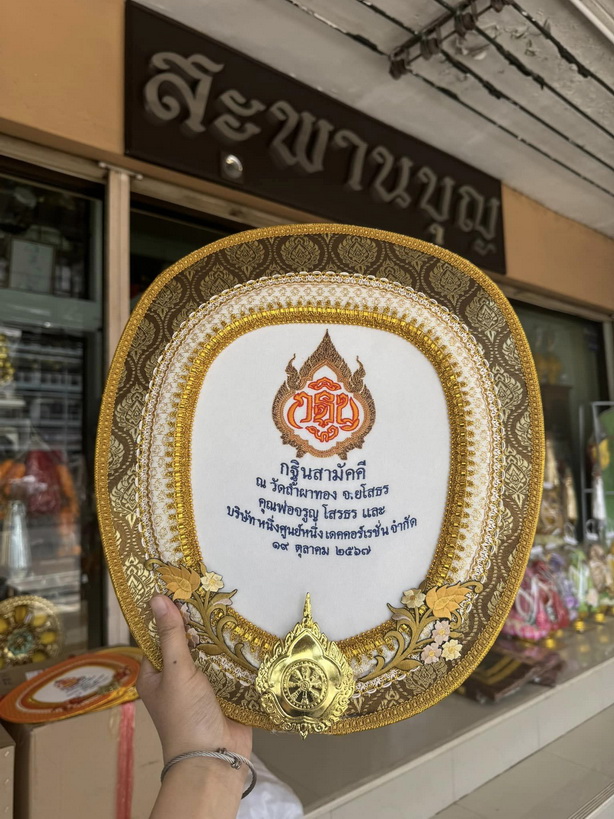 สะพานบุญ
กฐิน
กฐินสามัคคี
ณ วัดถ้ำผาทอง จ.ยโสธร
คุณพ่อจรูญ โสรธร และ
บริษัท หนึ่งศูนย์หนึ่ง เดคคอร์เรชั่น จำกัด
๑๙ ตุลาคม ๒๕๖๗